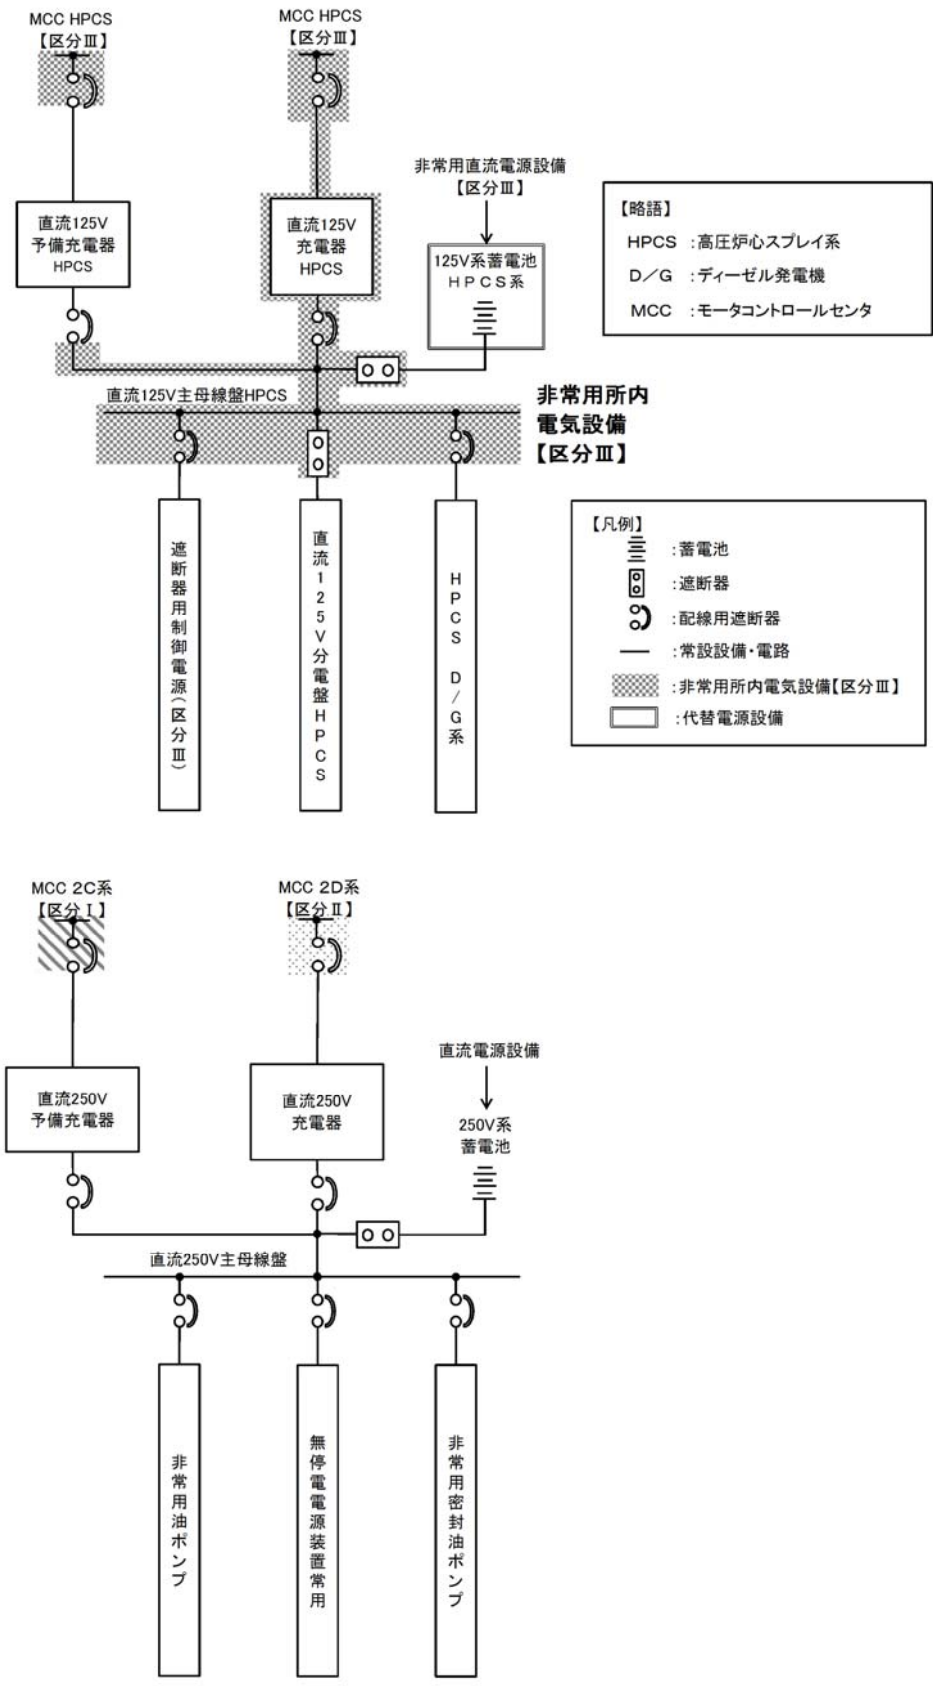 MCC HPCS
【区分Ⅲ】
MCC HPCS
【区分Ⅲ】
非常用直流電源設備
【区分Ⅲ】
直流125V
予備充電器
HPCS
直流125V
充電器
HPCS
125V系蓄電池
ＨＰＣＳ系
【略語】
HPCS ：高圧炉心スプレイ系
D／G ：ディーゼル発電機
MCC ：モータコントロールセンタ
直流125V主母線盤HPCS
非常用所内
電気設備
【区分Ⅲ】
遮断器用制御電源（区分Ⅲ）
直流125V分電盤HPCS
HPCS D/G系
【凡例】
：蓄電池
：遮断器
：配線用遮断器
：常設設備・電路
：非常用所内電気設備【区分Ⅲ】
：代替電源設備
MCC 2C系
【区分Ⅰ】
MCC 2D系
【区分Ⅱ】
直流電源設備
直流250V
予備充電器
直流250V
充電器
250V系
蓄電池
直流250V主母線盤
非常用油ポンプ
無停電電源装置常用
非常用密封油ポンプ